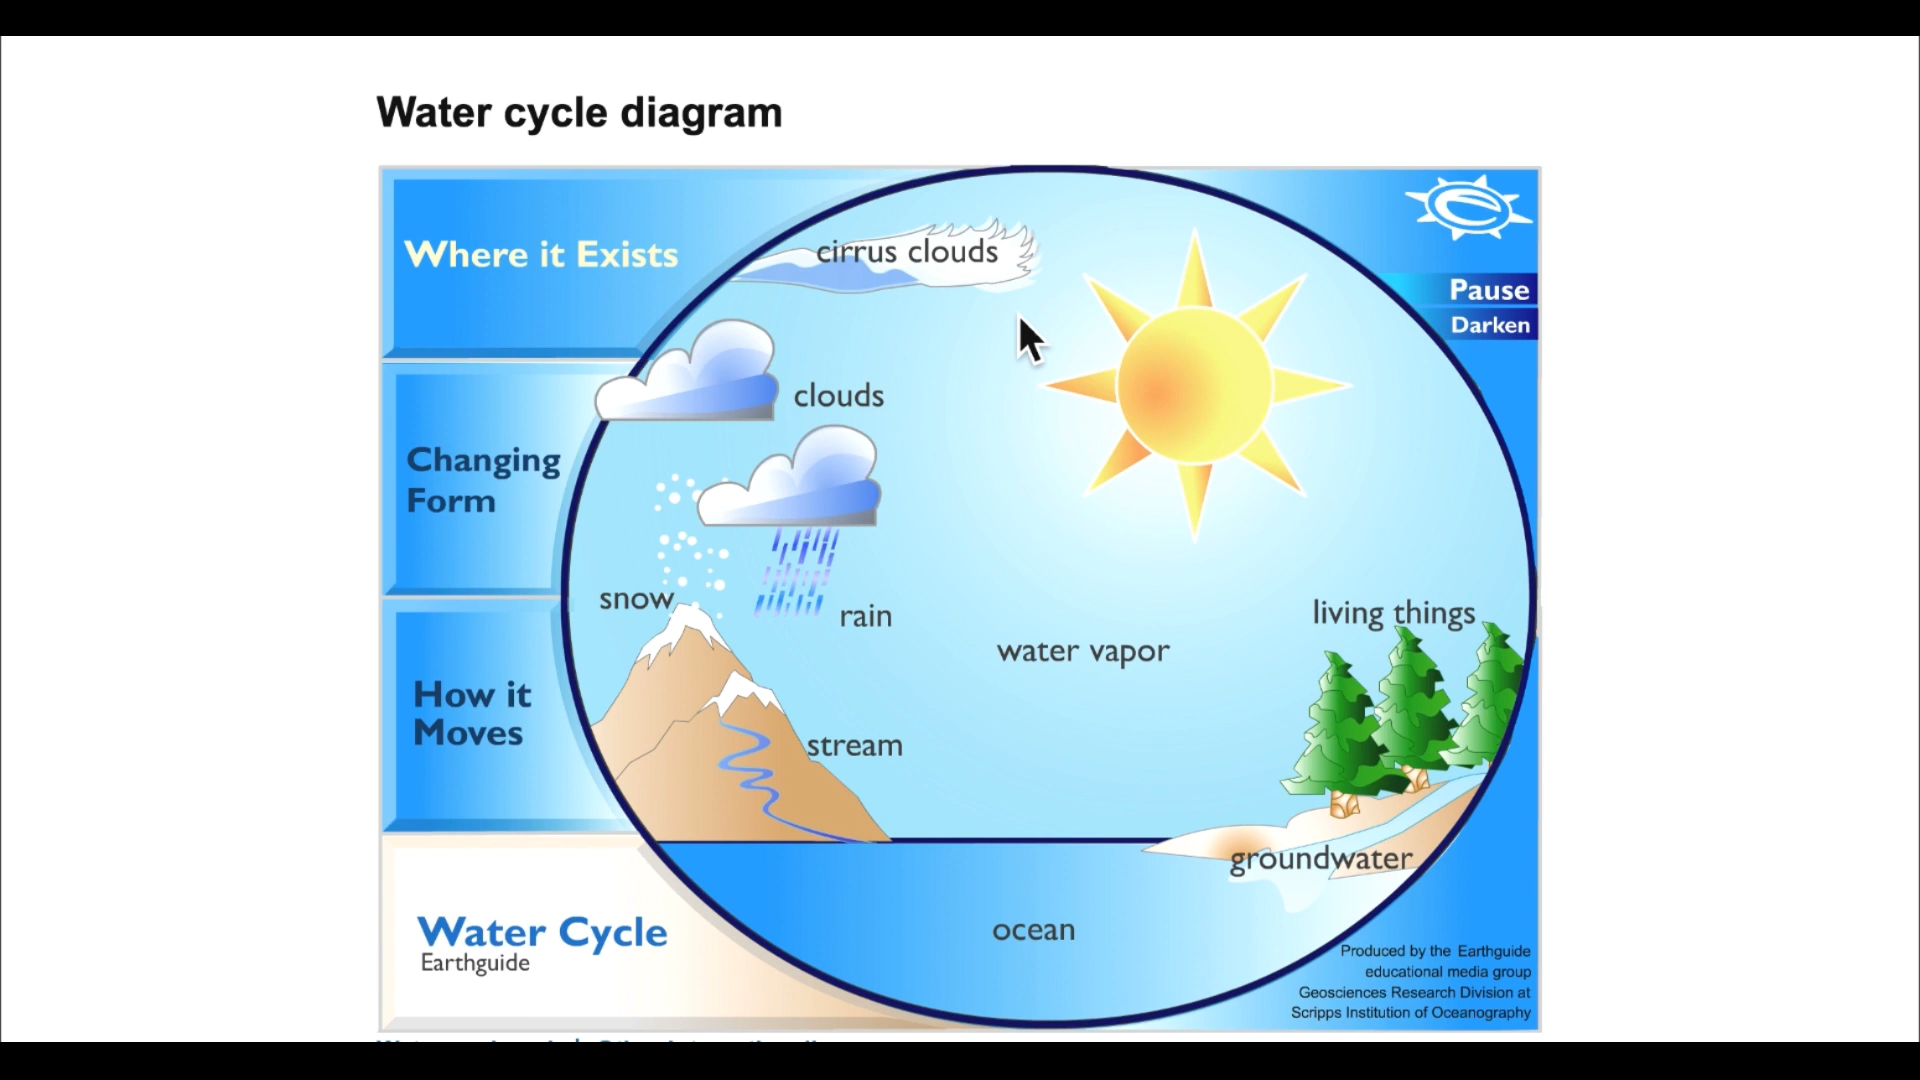 Water cycle diagram
Where it Exists
cirrus clouds
Pause
Darken
clouds
Changing
Form
snow
rain
living things
water vapor
How it
Moves
stream
groundwater
ocean
Water Cycle
Earthguide
Produced by the Earthguide
educational media group
Geosciences Research Division at
Scripps Institution of Oceanography